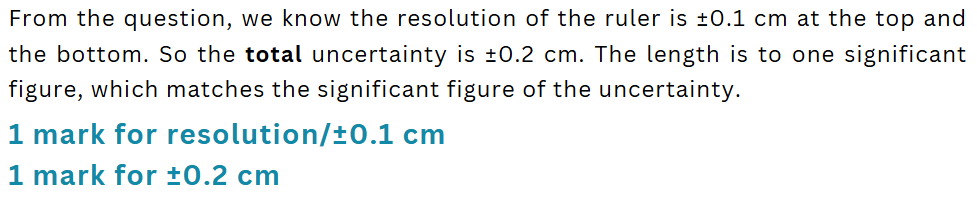 From the question, we know the resolution of the ruler is ±0.1 cm at the top and
the bottom. So the total uncertainty is ±0.2 cm. The length is to one significant
figure, which matches the significant figure of the uncertainty.
1 mark for resolution/±0.1 cm
1 mark for ±0.2 cm